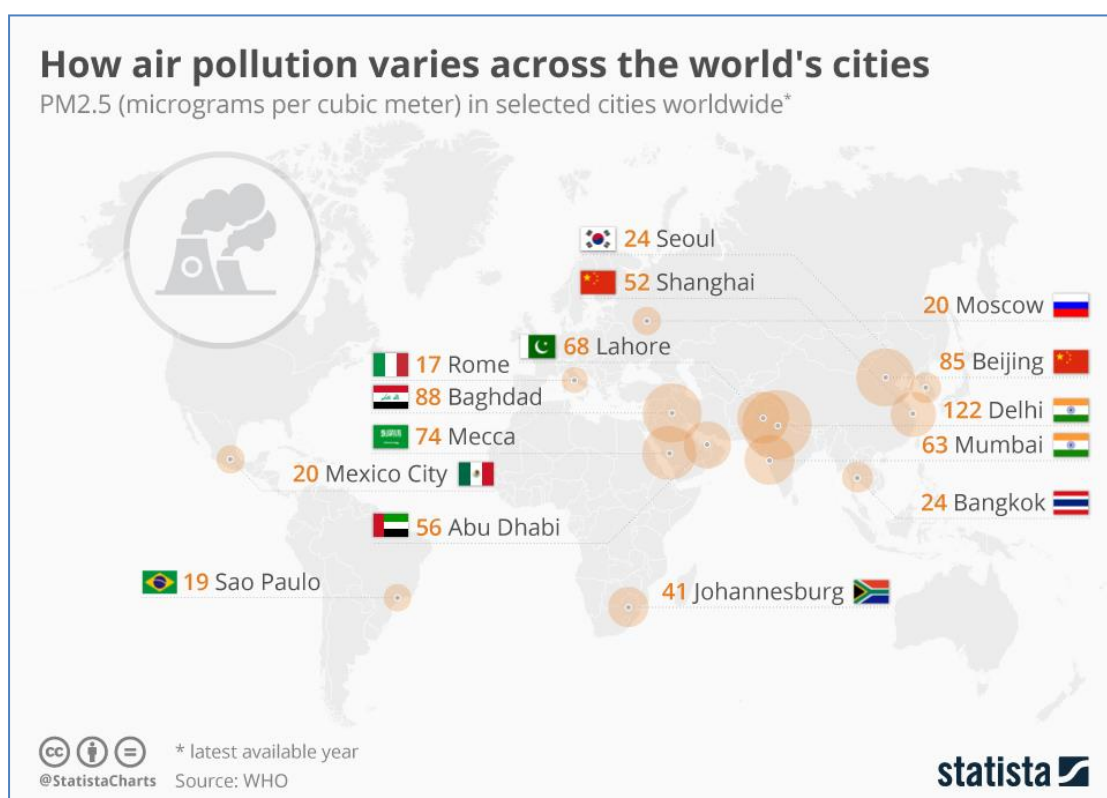 How air pollution varies across the world's cities
PM2.5 (micrograms per cubic meter) in selected cities worldwide*
24 Seoul
52 Shanghai
20 Moscow
68 Lahore
17 Rome
85 Beijing
88 Baghdad
122 Delhi
74 Mecca
63 Mumbai
20 Mexico City
24 Bangkok
56 Abu Dhabi
19 Sao Paulo
41 Johannesburg
cc
* latest available year
@StatistaCharts
Source: WHO
statista